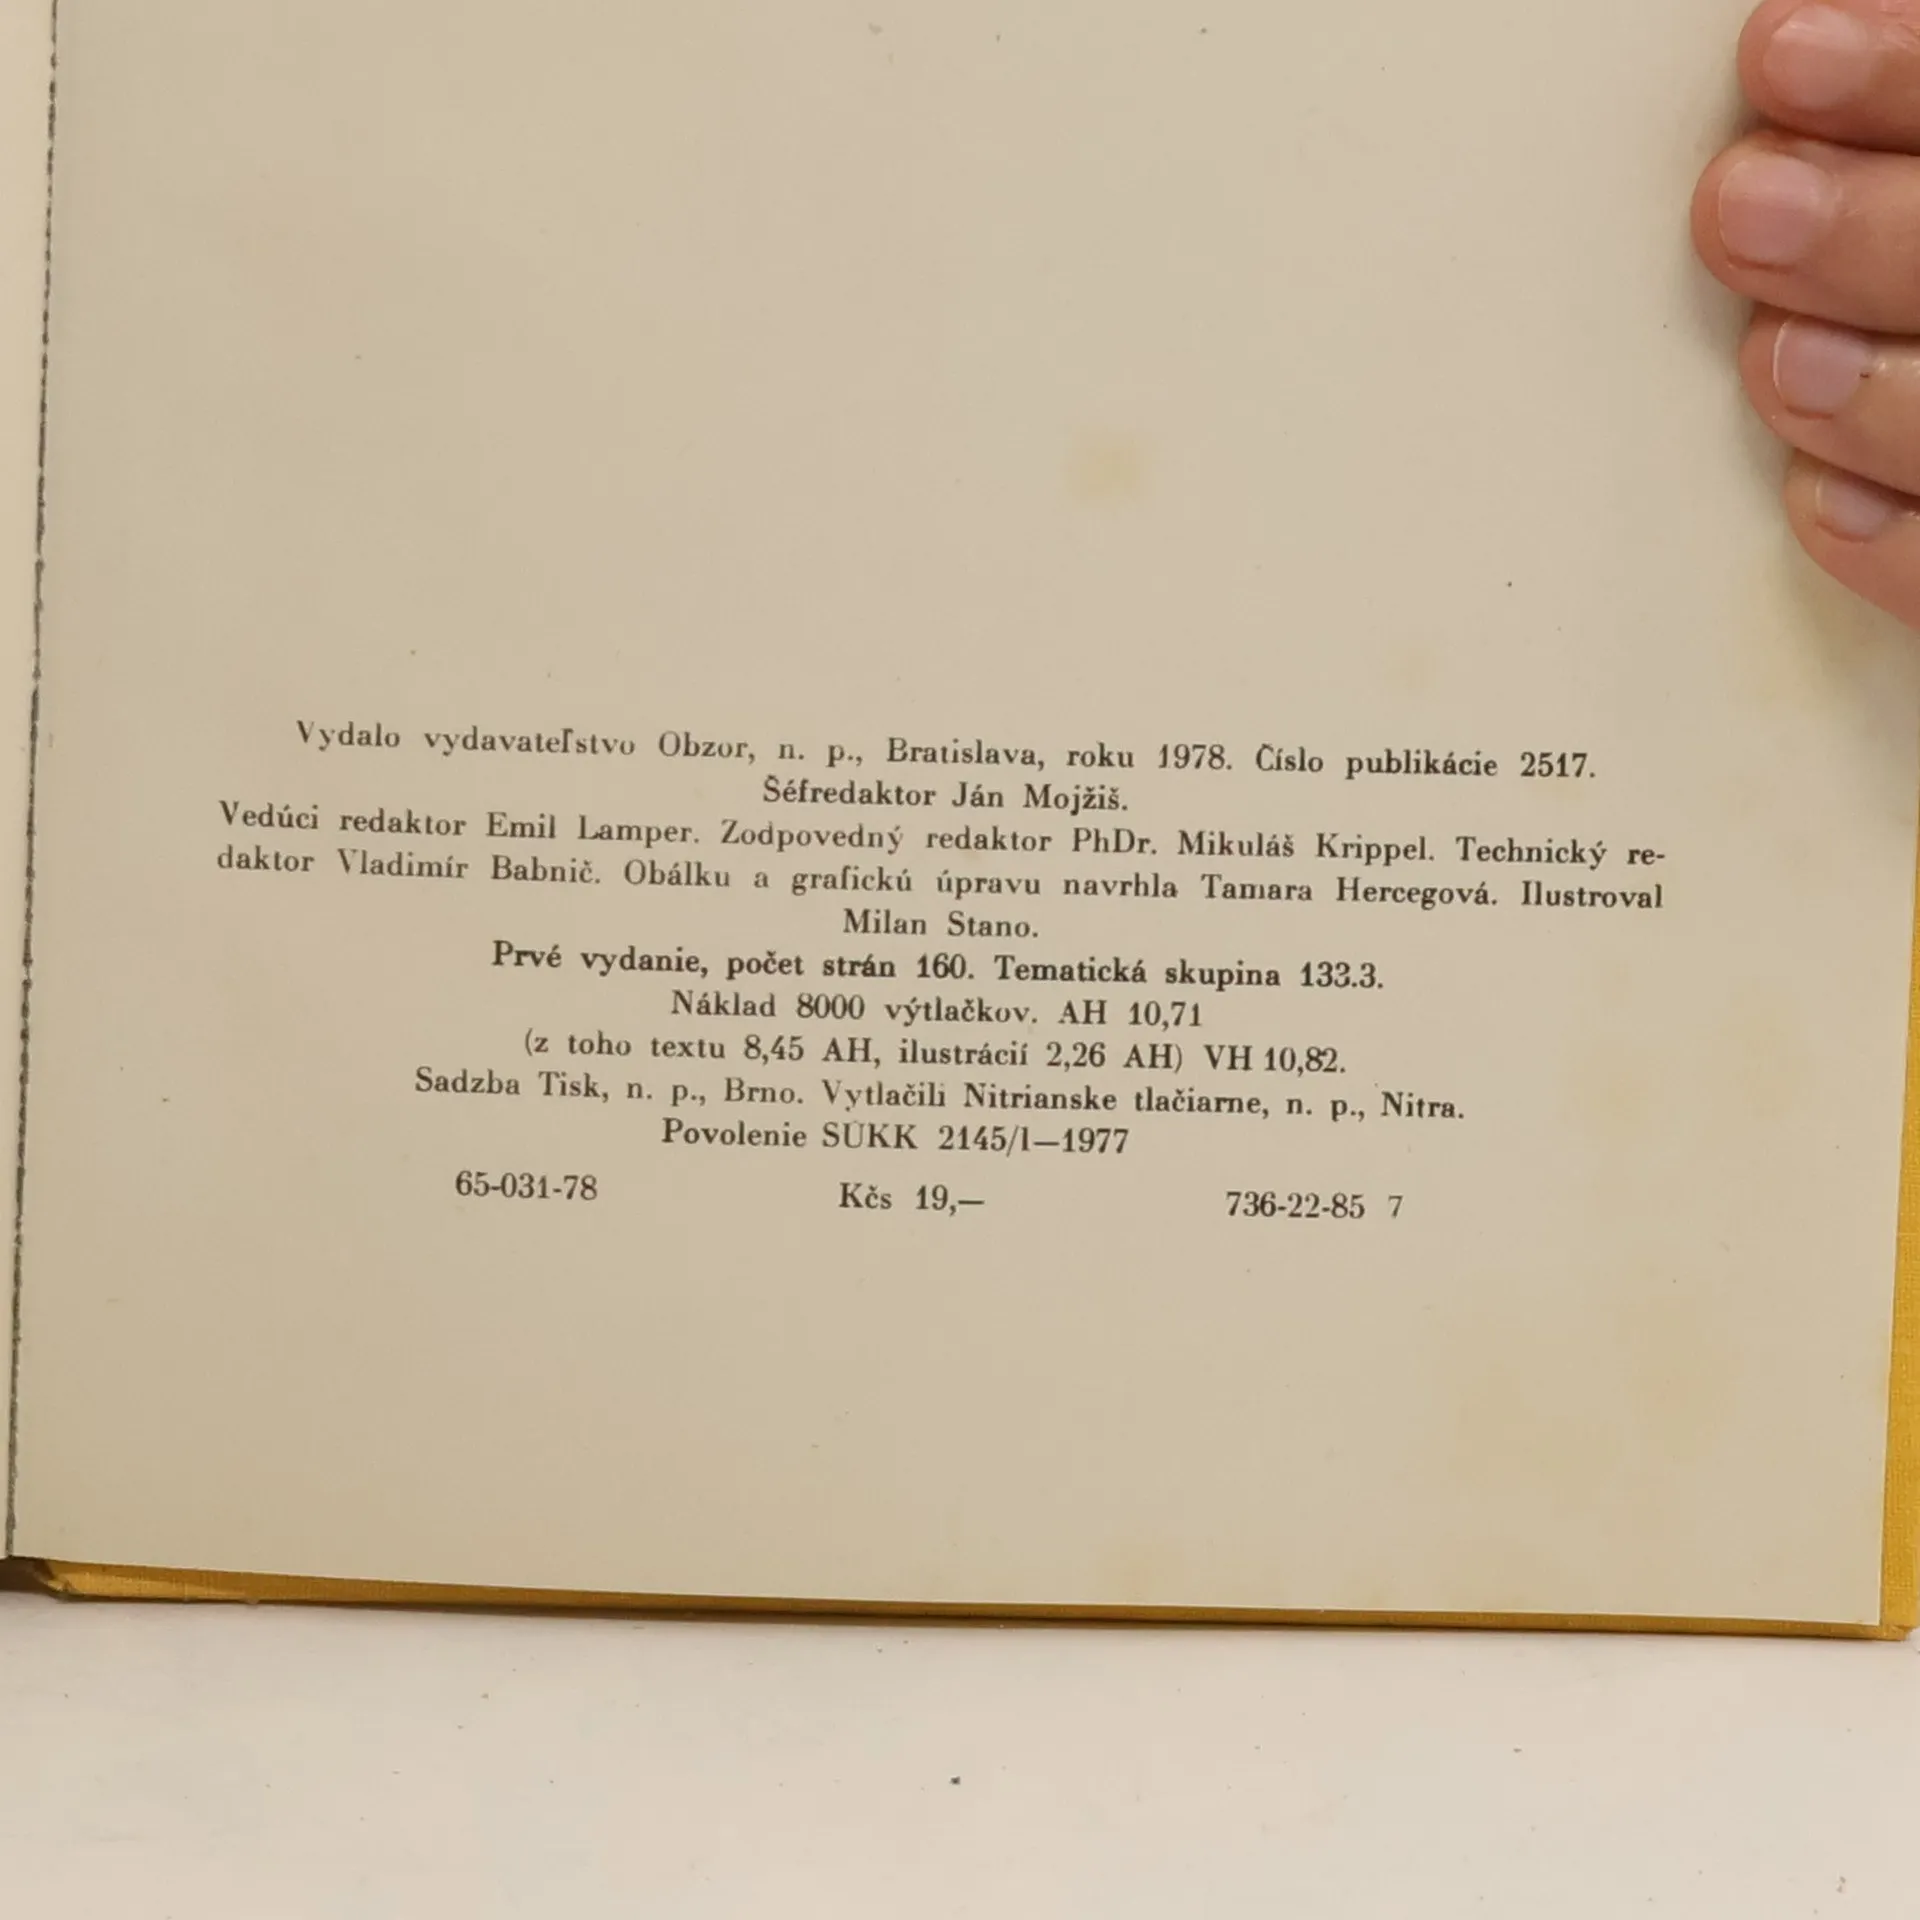 Vydalo vydavateľstvo Obzor, n. p., Bratislava, roku 1978. Číslo publikácie 2517.
Šéfredaktor Ján Mojžiš.
Vedúci redaktor Emil Lamper. Zodpovedný redaktor PhDr. Mikuláš Krippel. Technický re-
daktor Vladimír Babnič. Obálku a grafickú úpravu navrhla Tamara Hercegová. Ilustroval
Milan Stano.
Prvé vydanie, počet strán 160. Tematická skupina 133.3.
Náklad 8000 výtlačkov. AH 10,71
(z toho textu 8,45 AH, ilustrácií 2,26 AH) VH 10,82.
Sadzba Tisk, n. p., Brno. Vytlačili Nitrianske tlačiarne, n. p., Nitra.
Povolenie SÚKK 2145/I—1977
65-031-78 Kčs 19,— 736-22-85 7